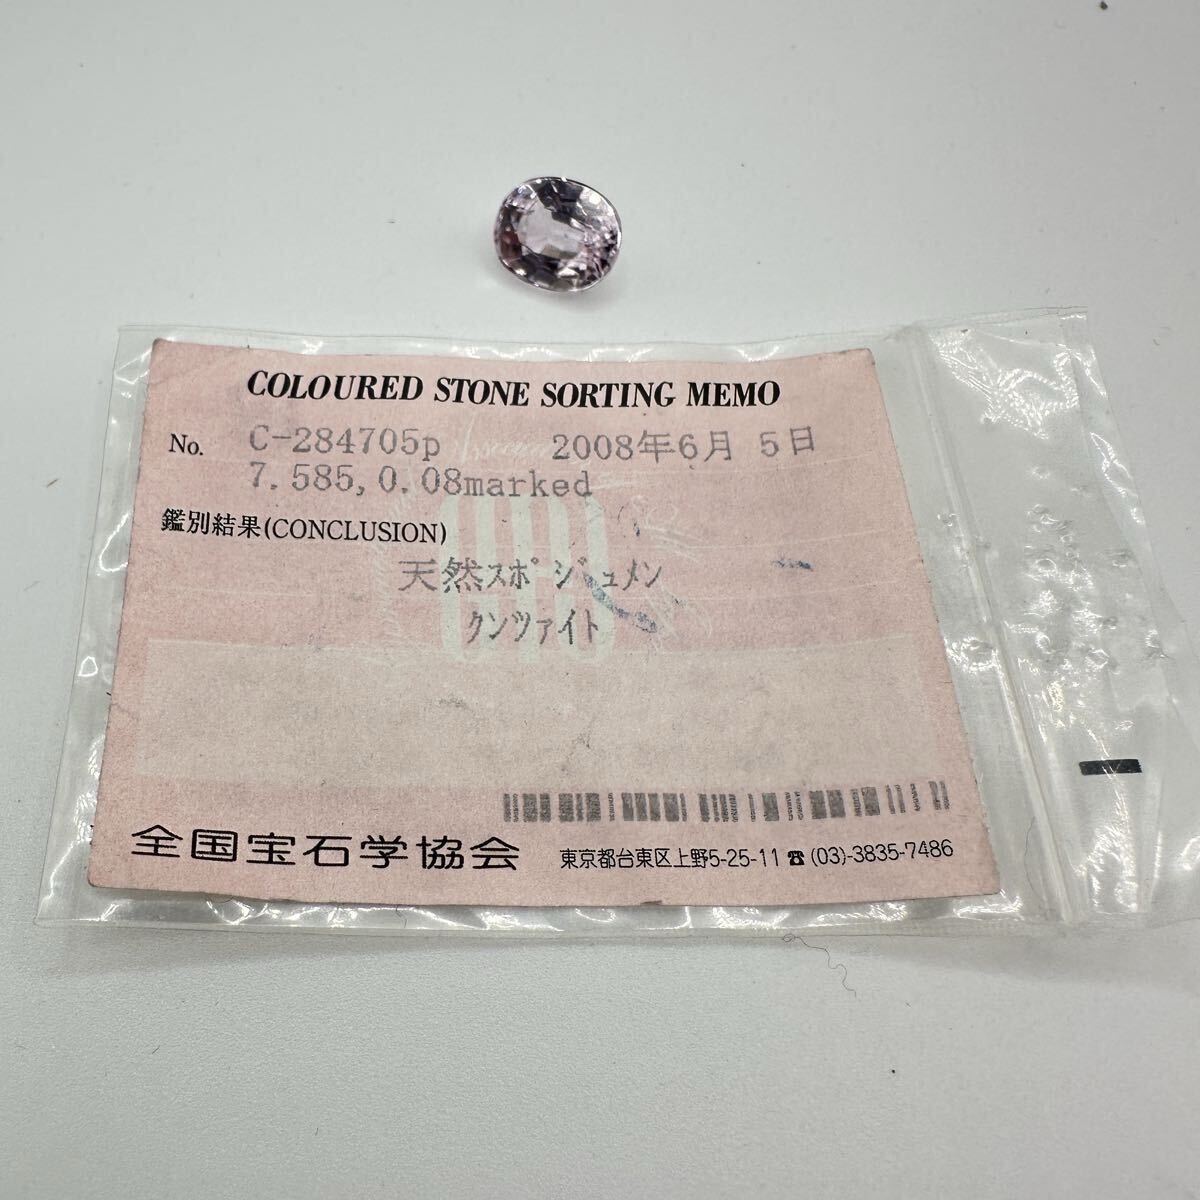 COLOURED STONE SORTING MEMO
No. C-284705p 2008年6月 5日
7.585,0.08marked
鑑別結果(CONCLUSION)
天然スポジュメン
クンツァイト
全国宝石学協会 東京都台東区上野5-25-11 ☎(03)-3835-7486